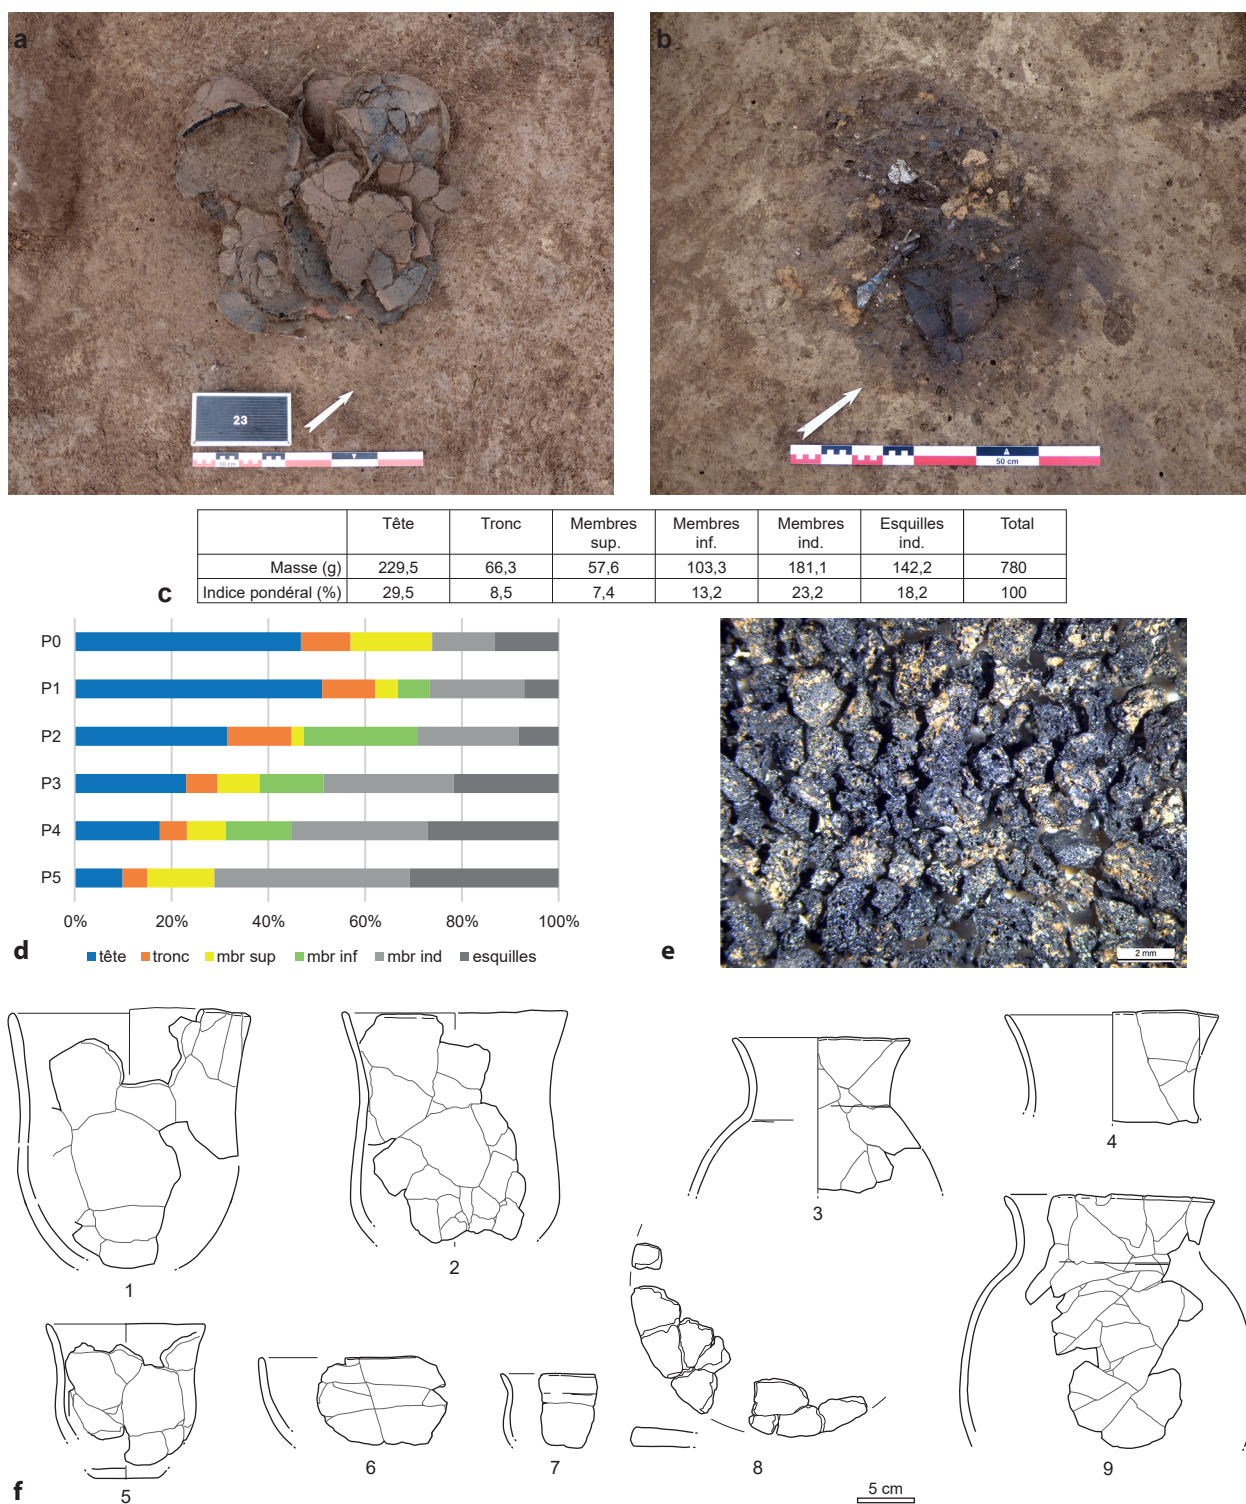 a
b
23
50 cm
50 cm
Tête Tronc Membres sup. Membres inf. Membres ind. Esquilles ind. Total
Masse (g) 229,5 66,3 57,6 103,3 181,1 142,2 780
Indice pondéral (%) 29,5 8,5 7,4 13,2 23,2 18,2 100
c
P0
P1
P2
P3
P4
P5
0% 20% 40% 60% 80% 100%
d
tête tronc mbr sup mbr inf mbr ind esquilles
2 mm
e
1
2
3
4
5
6
7
8
9
f
5 cm